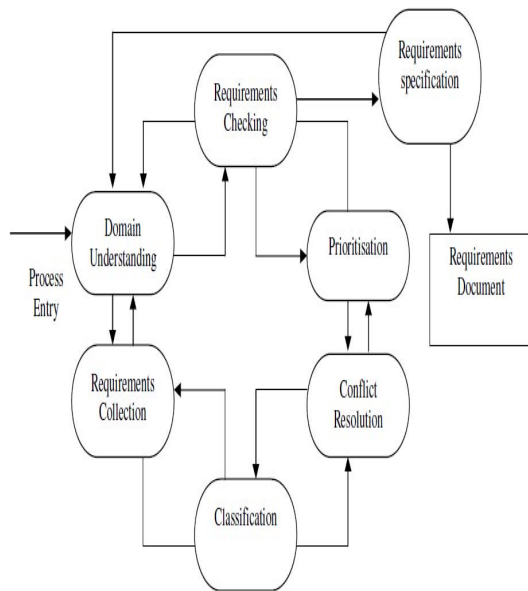 Requirements
specification
Requirements
Checking
Domain
Understanding
Prioritisation
Requirements
Document
Process
Entry
Requirements
Collection
Conflict
Resolution
Classification